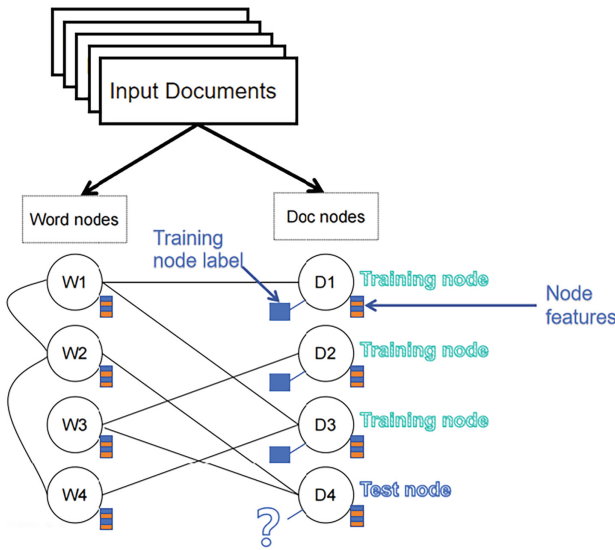 Input Documents
Word nodes
Doc nodes
Training
node label
W1
D1
Training node
Node
features
W2
D2
Training node
W3
D3
Training node
W4
D4
Test node
?